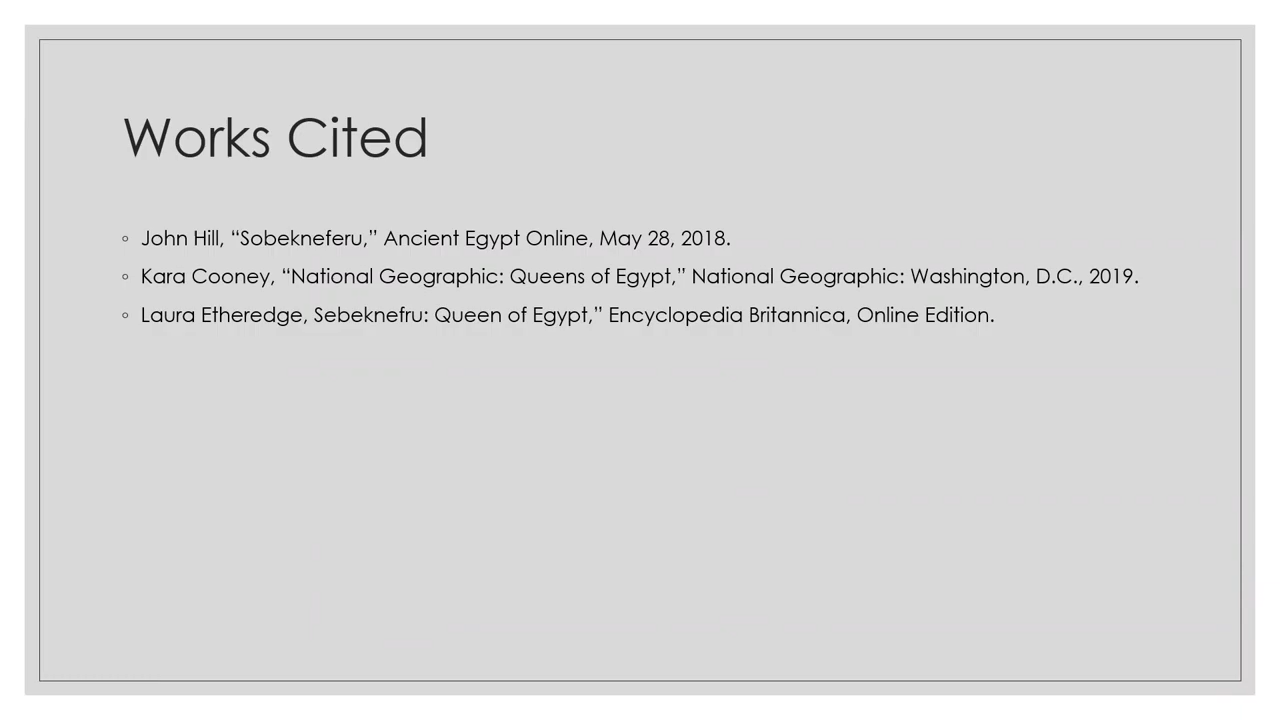 Works Cited
◦ John Hill, “Sobekneferu,” Ancient Egypt Online, May 28, 2018.
◦ Kara Cooney, “National Geographic: Queens of Egypt,” National Geographic: Washington, D.C., 2019.
◦ Laura Etheredge, Sebeknefru: Queen of Egypt,” Encyclopedia Britannica, Online Edition.